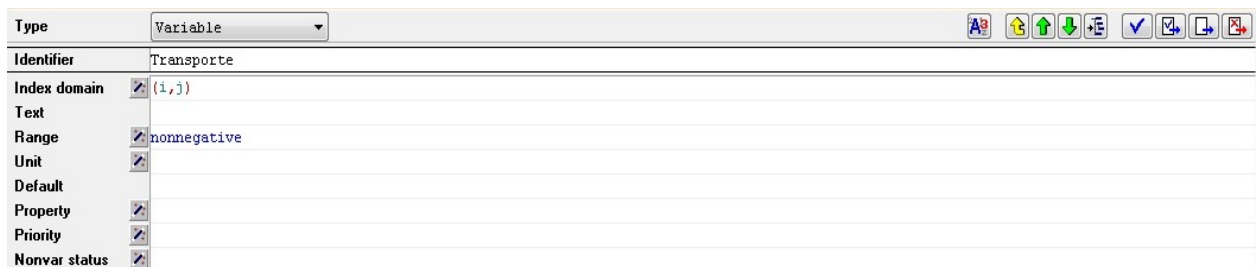 Type Variable
Identifier Transporte
Index domain (i,j)
Text
Range nonnegative
Unit
Default
Property
Priority
Nonvar status